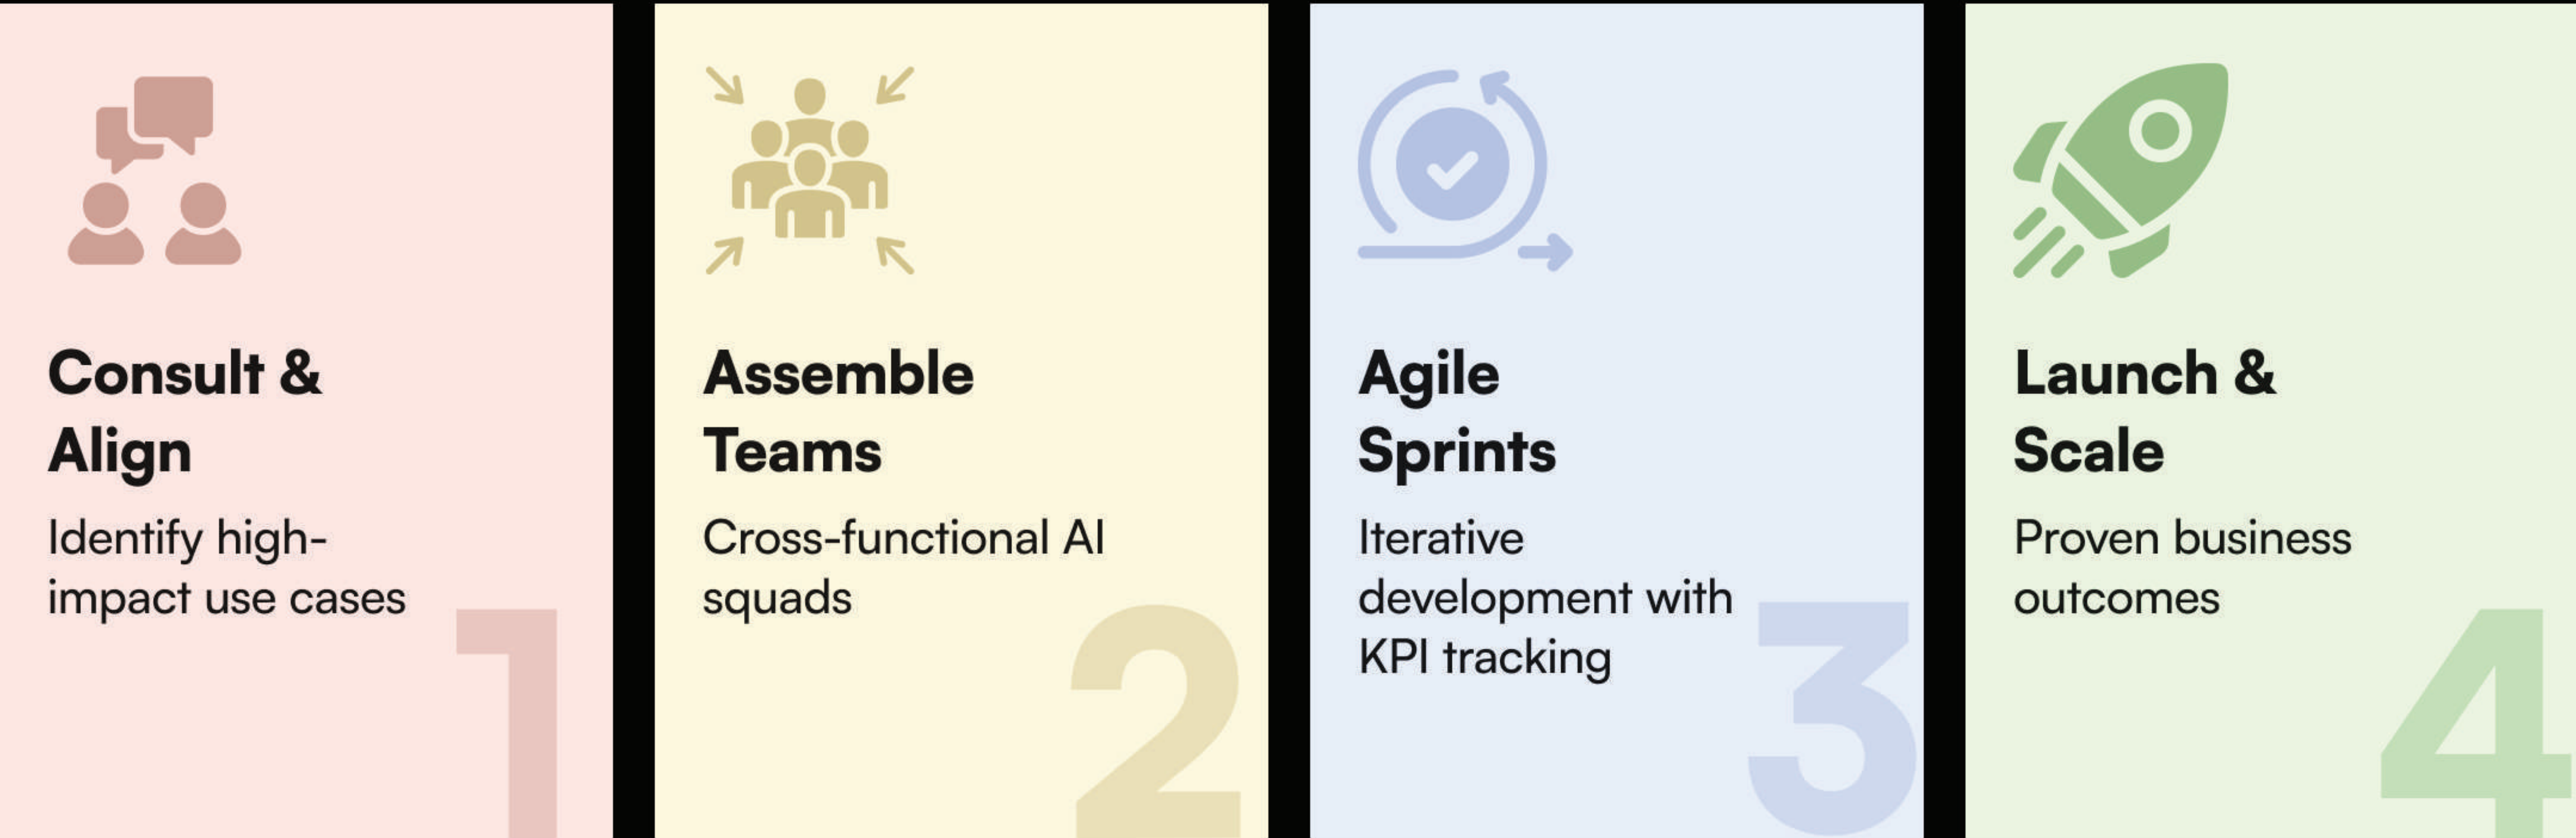 Consult &
Align
Identify high-
impact use cases
1
Assemble
Teams
Cross-functional AI
squads
2
Agile
Sprints
Iterative
development with
KPI tracking
3
Launch &
Scale
Proven business
outcomes
4